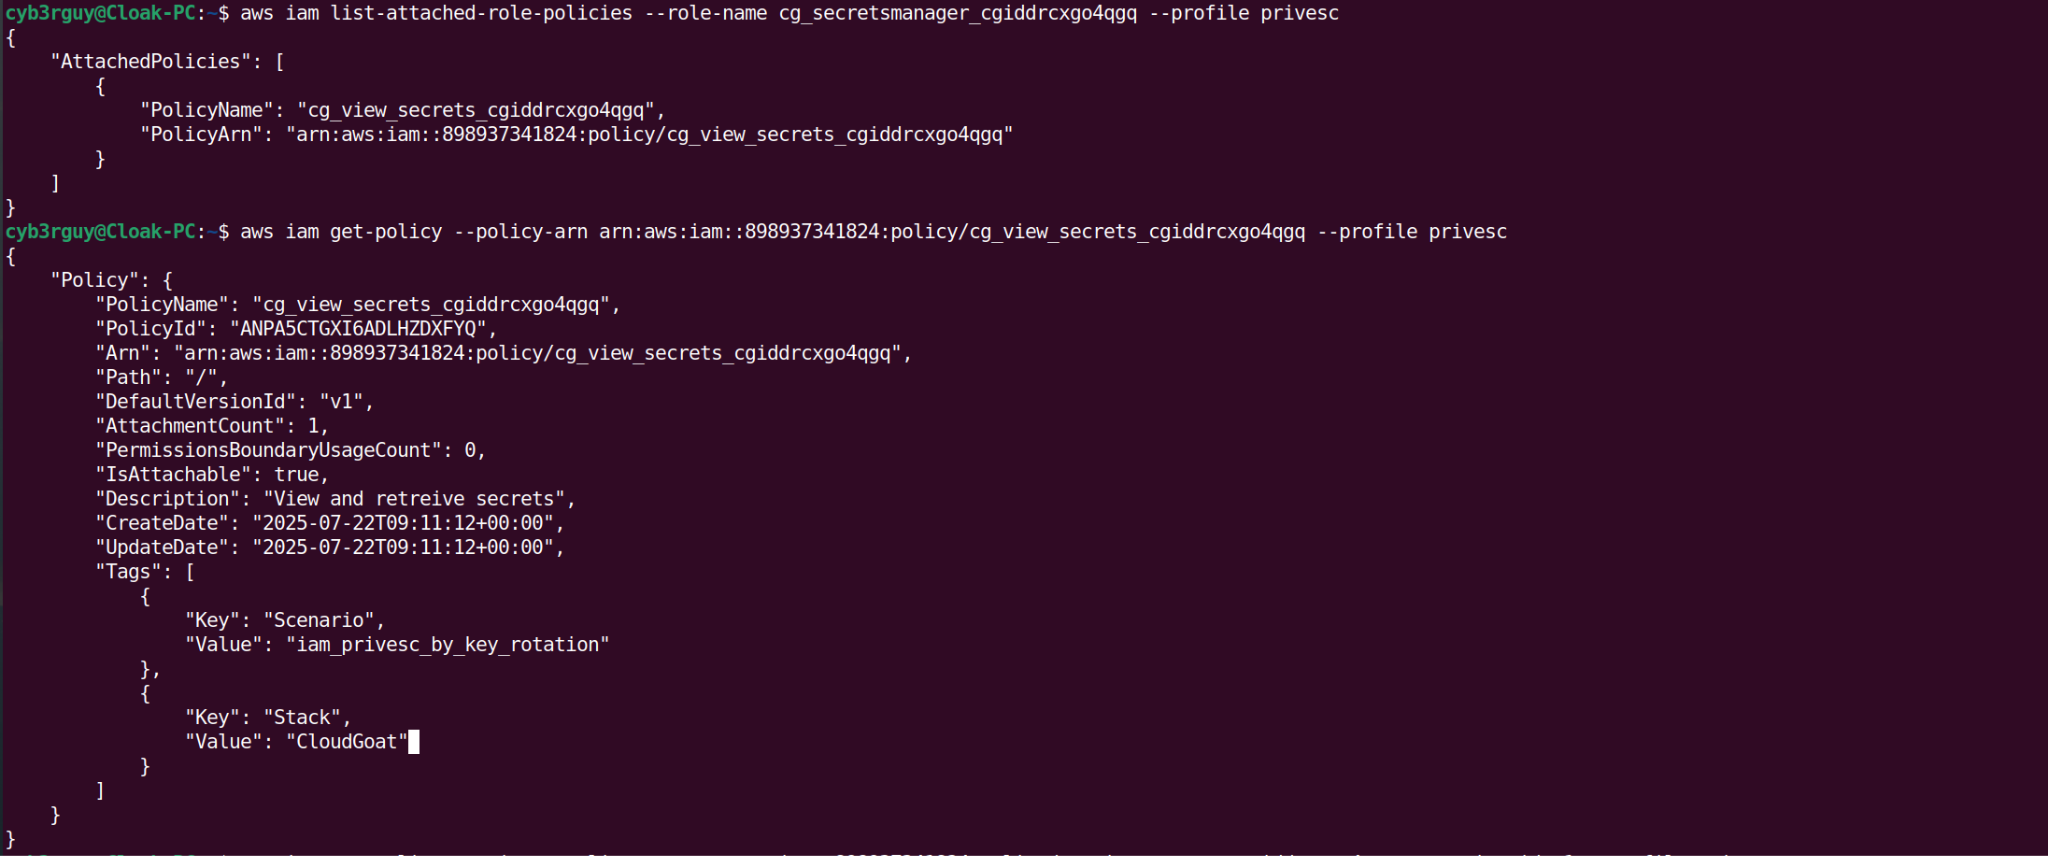 cyb3rguy@Cloak-PC:~$ aws iam list-attached-role-policies --role-name cg_secretsmanager_cgiddrcxgo4qgq --profile privesc
{
    "AttachedPolicies": [
        {
            "PolicyName": "cg_view_secrets_cgiddrcxgo4qgq",
            "PolicyArn": "arn:aws:iam::898937341824:policy/cg_view_secrets_cgiddrcxgo4qgq"
        }
    ]
}
cyb3rguy@Cloak-PC:~$ aws iam get-policy --policy-arn arn:aws:iam::898937341824:policy/cg_view_secrets_cgiddrcxgo4qgq --profile privesc
{
    "Policy": {
        "PolicyName": "cg_view_secrets_cgiddrcxgo4qgq",
        "PolicyId": "ANPA5CTGXI6ADLHZDXFYQ",
        "Arn": "arn:aws:iam::898937341824:policy/cg_view_secrets_cgiddrcxgo4qgq",
        "Path": "/",
        "DefaultVersionId": "v1",
        "AttachmentCount": 1,
        "PermissionsBoundaryUsageCount": 0,
        "IsAttachable": true,
        "Description": "View and retreive secrets",
        "CreateDate": "2025-07-22T09:11:12+00:00",
        "UpdateDate": "2025-07-22T09:11:12+00:00",
        "Tags": [
            {
                "Key": "Scenario",
                "Value": "iam_privesc_by_key_rotation"
            },
            {
                "Key": "Stack",
                "Value": "CloudGoat"
            }
        ]
    }
}